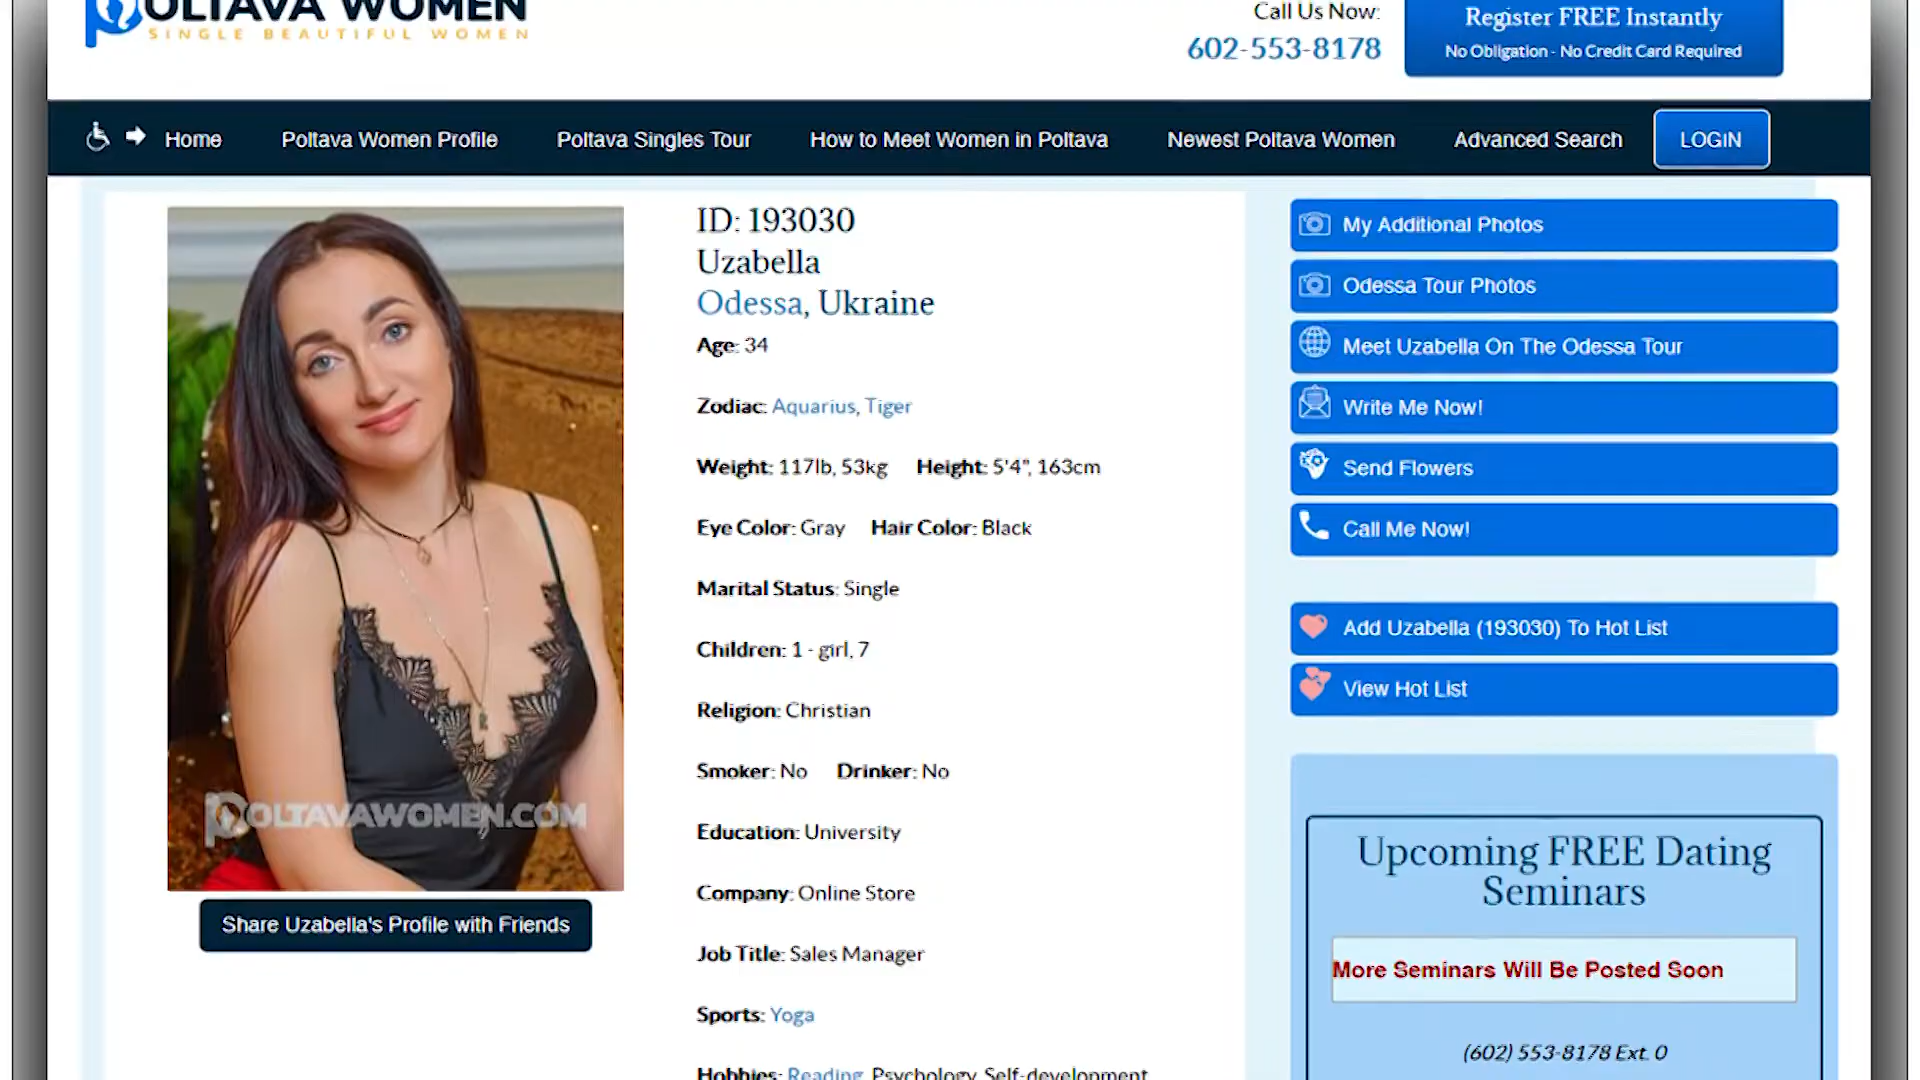 POLTAVA WOMEN
SINGLE BEAUTIFUL WOMEN
Call Us Now:
602-553-8178
Register FREE Instantly
No Obligation - No Credit Card Required
Home
Poltava Women Profile
Poltava Singles Tour
How to Meet Women in Poltava
Newest Poltava Women
Advanced Search
LOGIN
POLTAVAWOMEN.COM
Share Uzabella's Profile with Friends
ID: 193030
Uzabella
Odessa, Ukraine
Age: 34
Zodiac: Aquarius, Tiger
Weight: 117lb, 53kg Height: 5'4", 163cm
Eye Color: Gray Hair Color: Black
Marital Status: Single
Children: 1 - girl, 7
Religion: Christian
Smoker: No Drinker: No
Education: University
Company: Online Store
Job Title: Sales Manager
Sports: Yoga
Hobbies: Reading, Psychology, Self-development
My Additional Photos
Odessa Tour Photos
Meet Uzabella On The Odessa Tour
Write Me Now!
Send Flowers
Call Me Now!
Add Uzabella (193030) To Hot List
View Hot List
Upcoming FREE Dating
Seminars
More Seminars Will Be Posted Soon
(602) 553-8178 Ext. 0